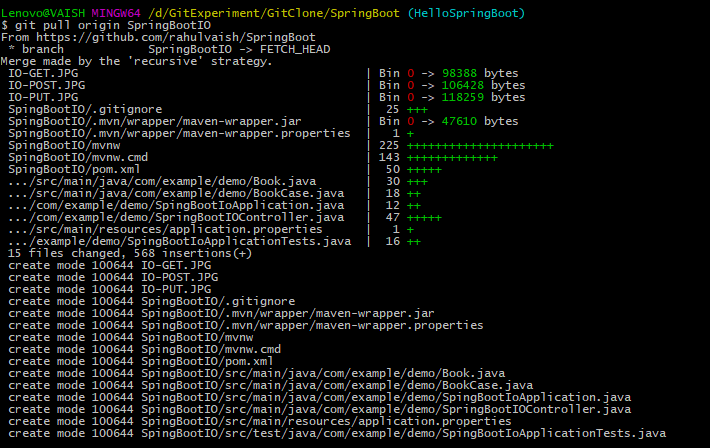 Lenovo@VAISH MINGW64 /d/GitExperiment/GitClone/SpringBoot (HelloSpringBoot)
$ git pull origin SpringBootIO
From https://github.com/rahulvaish/SpringBoot
 * branch            SpringBootIO -> FETCH_HEAD
Merge made by the 'recursive' strategy.
 IO-GET.JPG                                         | Bin 0 -> 98388 bytes
 IO-POST.JPG                                        | Bin 0 -> 106428 bytes
 IO-PUT.JPG                                         | Bin 0 -> 118259 bytes
 SpingBootIO/.gitignore                             |  25 +++
 SpingBootIO/.mvn/wrapper/maven-wrapper.jar         | Bin 0 -> 47610 bytes
 SpingBootIO/.mvn/wrapper/maven-wrapper.properties  |   1 +
 SpingBootIO/mvnw                                   | 225 +++++++++++++++++++++
 SpingBootIO/mvnw.cmd                               | 143 +++++++++++++
 SpingBootIO/pom.xml                                |  50 +++++
 .../src/main/java/com/example/demo/Book.java       |  30 +++
 .../src/main/java/com/example/demo/BookCase.java   |  18 ++
 .../com/example/demo/SpingBootIoApplication.java   |  12 ++
 .../com/example/demo/SpringBootIOController.java   |  47 +++++
 .../src/main/resources/application.properties      |   1 +
 .../example/demo/SpingBootIoApplicationTests.java  |  16 ++
 15 files changed, 568 insertions(+)
 create mode 100644 IO-GET.JPG
 create mode 100644 IO-POST.JPG
 create mode 100644 IO-PUT.JPG
 create mode 100644 SpingBootIO/.gitignore
 create mode 100644 SpingBootIO/.mvn/wrapper/maven-wrapper.jar
 create mode 100644 SpingBootIO/.mvn/wrapper/maven-wrapper.properties
 create mode 100644 SpingBootIO/mvnw
 create mode 100644 SpingBootIO/mvnw.cmd
 create mode 100644 SpingBootIO/pom.xml
 create mode 100644 SpingBootIO/src/main/java/com/example/demo/Book.java
 create mode 100644 SpingBootIO/src/main/java/com/example/demo/BookCase.java
 create mode 100644 SpingBootIO/src/main/java/com/example/demo/SpingBootIoApplication.java
 create mode 100644 SpingBootIO/src/main/java/com/example/demo/SpringBootIOController.java
 create mode 100644 SpingBootIO/src/main/resources/application.properties
 create mode 100644 SpingBootIO/src/test/java/com/example/demo/SpingBootIoApplicationTests.java